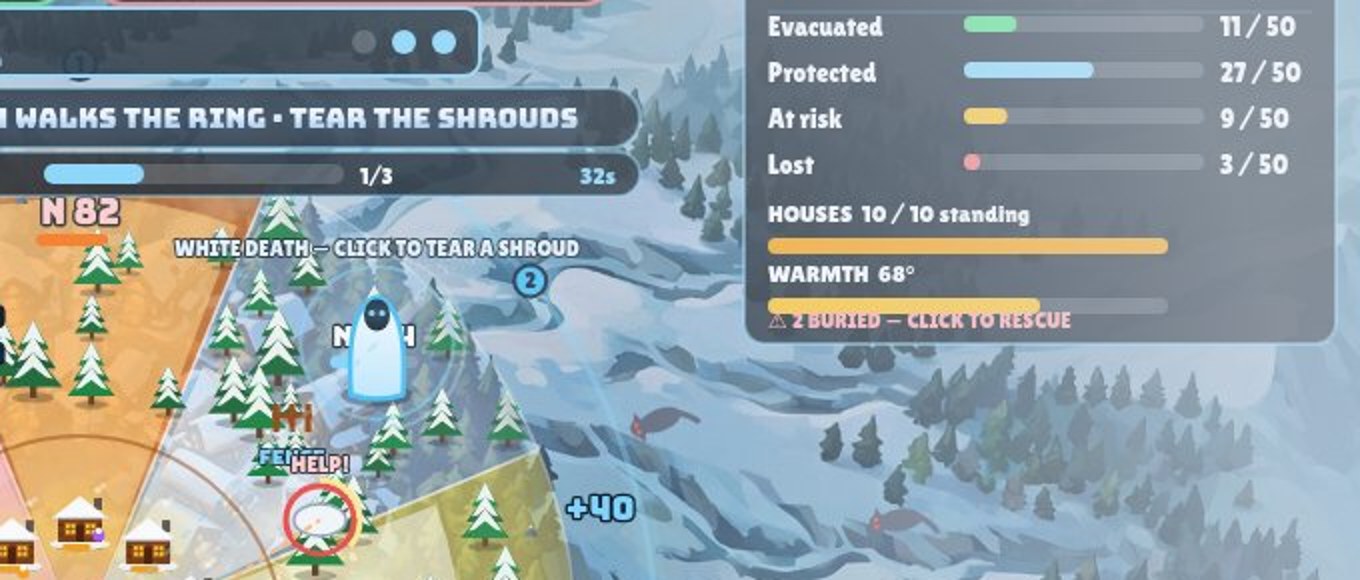 WALKS THE RING • TEAR THE SHROUDS
1/3
32s
N 82
WHITE DEATH — CLICK TO TEAR A SHROUD
2
HELP!
+40
Evacuated 11 / 50
Protected 27 / 50
At risk 9 / 50
Lost 3 / 50
HOUSES 10 / 10 standing
WARMTH 68°
⚠ 2 BURIED — CLICK TO RESCUE